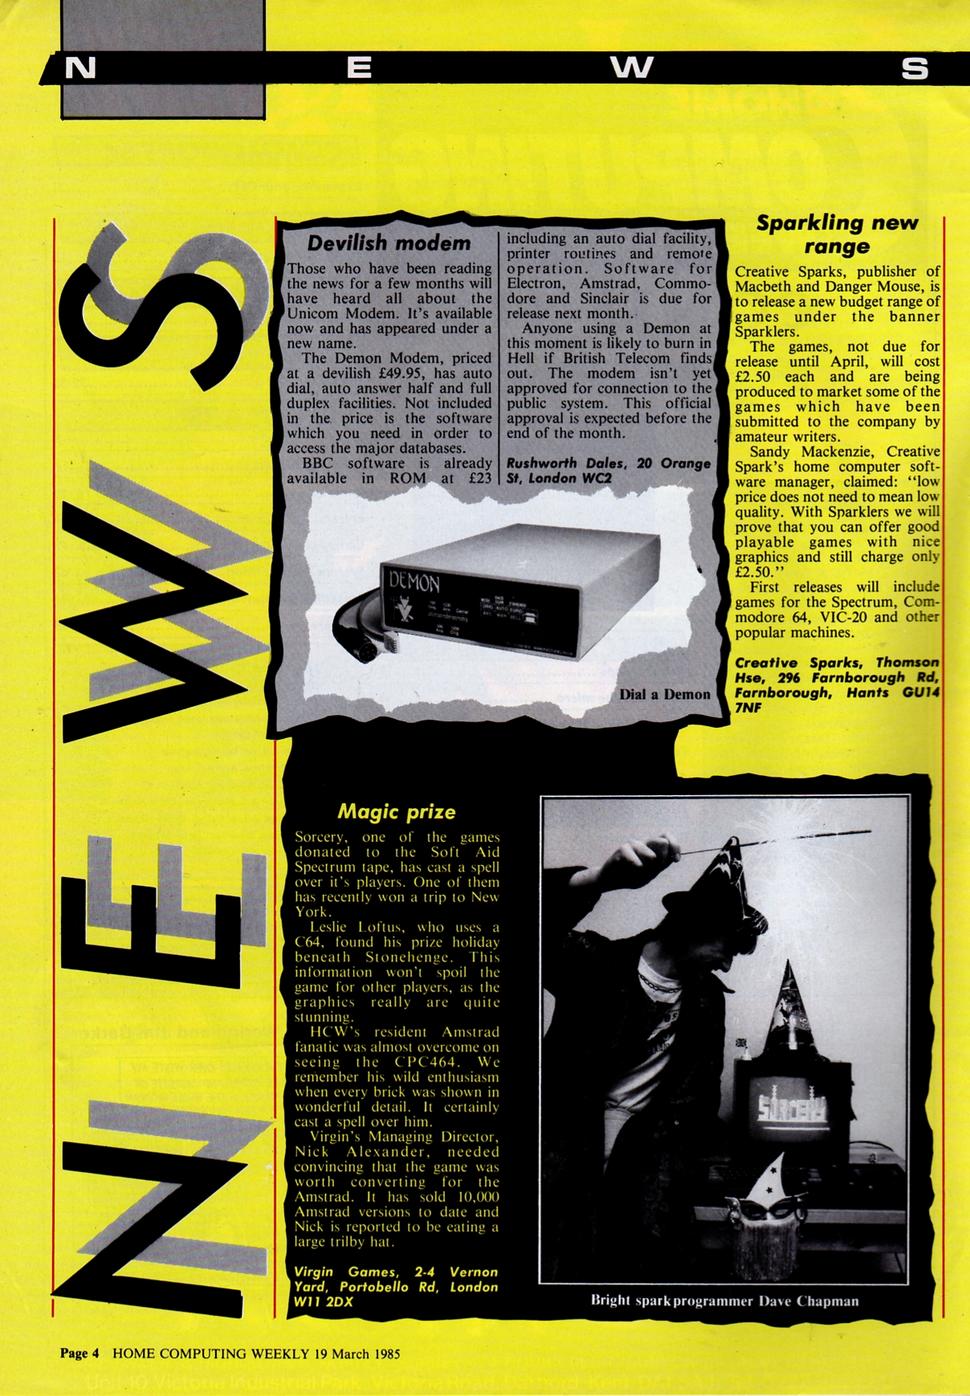 N E W S
NEWS
Devilish modem
Those who have been reading
the news for a few months will
have heard all about the
Unicom Modem. It's available
now and has appeared under a
new name.
The Demon Modem, priced
at a devilish £49.95, has auto
dial, auto answer half and full
duplex facilities. Not included
in the price is the software
which you need in order to
access the major databases.
BBC software is already
available in ROM at £23
including an auto dial facility,
printer routines and remote
operation. Software for
Electron, Amstrad, Commo-
dore and Sinclair is due for
release next month.
Anyone using a Demon at
this moment is likely to burn in
Hell if British Telecom finds
out. The modem isn't yet
approved for connection to the
public system. This official
approval is expected before the
end of the month.
Rushworth Dales, 20 Orange
St, London WC2
DEMON
Dial a Demon
Sparkling new
range
Creative Sparks, publisher of
Macbeth and Danger Mouse, is
to release a new budget range of
games under the banner
Sparklers.
The games, not due for
release until April, will cost
£2.50 each and are being
produced to market some of the
games which have been
submitted to the company by
amateur writers.
Sandy Mackenzie, Creative
Spark's home computer soft-
ware manager, claimed: "low
price does not need to mean low
quality. With Sparklers we will
prove that you can offer good
playable games with nice
graphics and still charge only
£2.50."
First releases will include
games for the Spectrum, Com-
modore 64, VIC-20 and other
popular machines.
Creative Sparks, Thomson
Hse, 296 Farnborough Rd,
Farnborough, Hants GU14
7NF
Magic prize
Sorcery, one of the games
donated to the Soft Aid
Spectrum tape, has cast a spell
over it's players. One of them
has recently won a trip to New
York.
Leslie Loftus, who uses a
C64, found his prize holiday
beneath Stonehenge. This
information won't spoil the
game for other players, as the
graphics really are quite
stunning.
HCW's resident Amstrad
fanatic was almost overcome on
seeing the CPC464. We
remember his wild enthusiasm
when every brick was shown in
wonderful detail. It certainly
cast a spell over him.
Virgin's Managing Director,
Nick Alexander, needed
convincing that the game was
worth converting for the
Amstrad. It has sold 10,000
Amstrad versions to date and
Nick is reported to be eating a
large trilby hat.
Virgin Games, 2-4 Vernon
Yard, Portobello Rd, London
W11 2DX
SORCERY
Bright spark programmer Dave Chapman
Page 4 HOME COMPUTING WEEKLY 19 March 1985